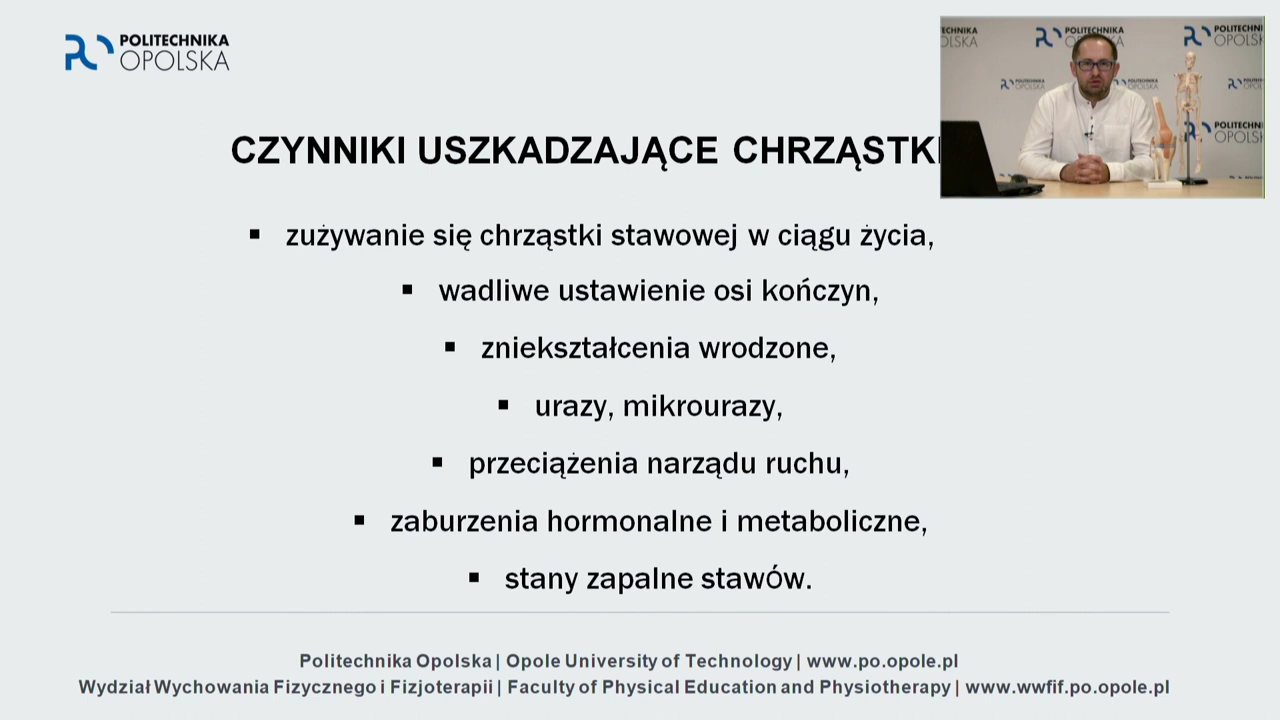 POLITECHNIKA
OPOLSKA
CZYNNIKI USZKADZAJĄCE CHRZĄSTK
▪ zużywanie się chrząstki stawowej w ciągu życia,
▪ wadliwe ustawienie osi kończyn,
▪ zniekształcenia wrodzone,
▪ urazy, mikrourazy,
▪ przeciążenia narządu ruchu,
▪ zaburzenia hormonalne i metaboliczne,
▪ stany zapalne stawów.
Politechnika Opolska | Opole University of Technology | www.po.opole.pl
Wydział Wychowania Fizycznego i Fizjoterapii | Faculty of Physical Education and Physiotherapy | www.wwfif.po.opole.pl